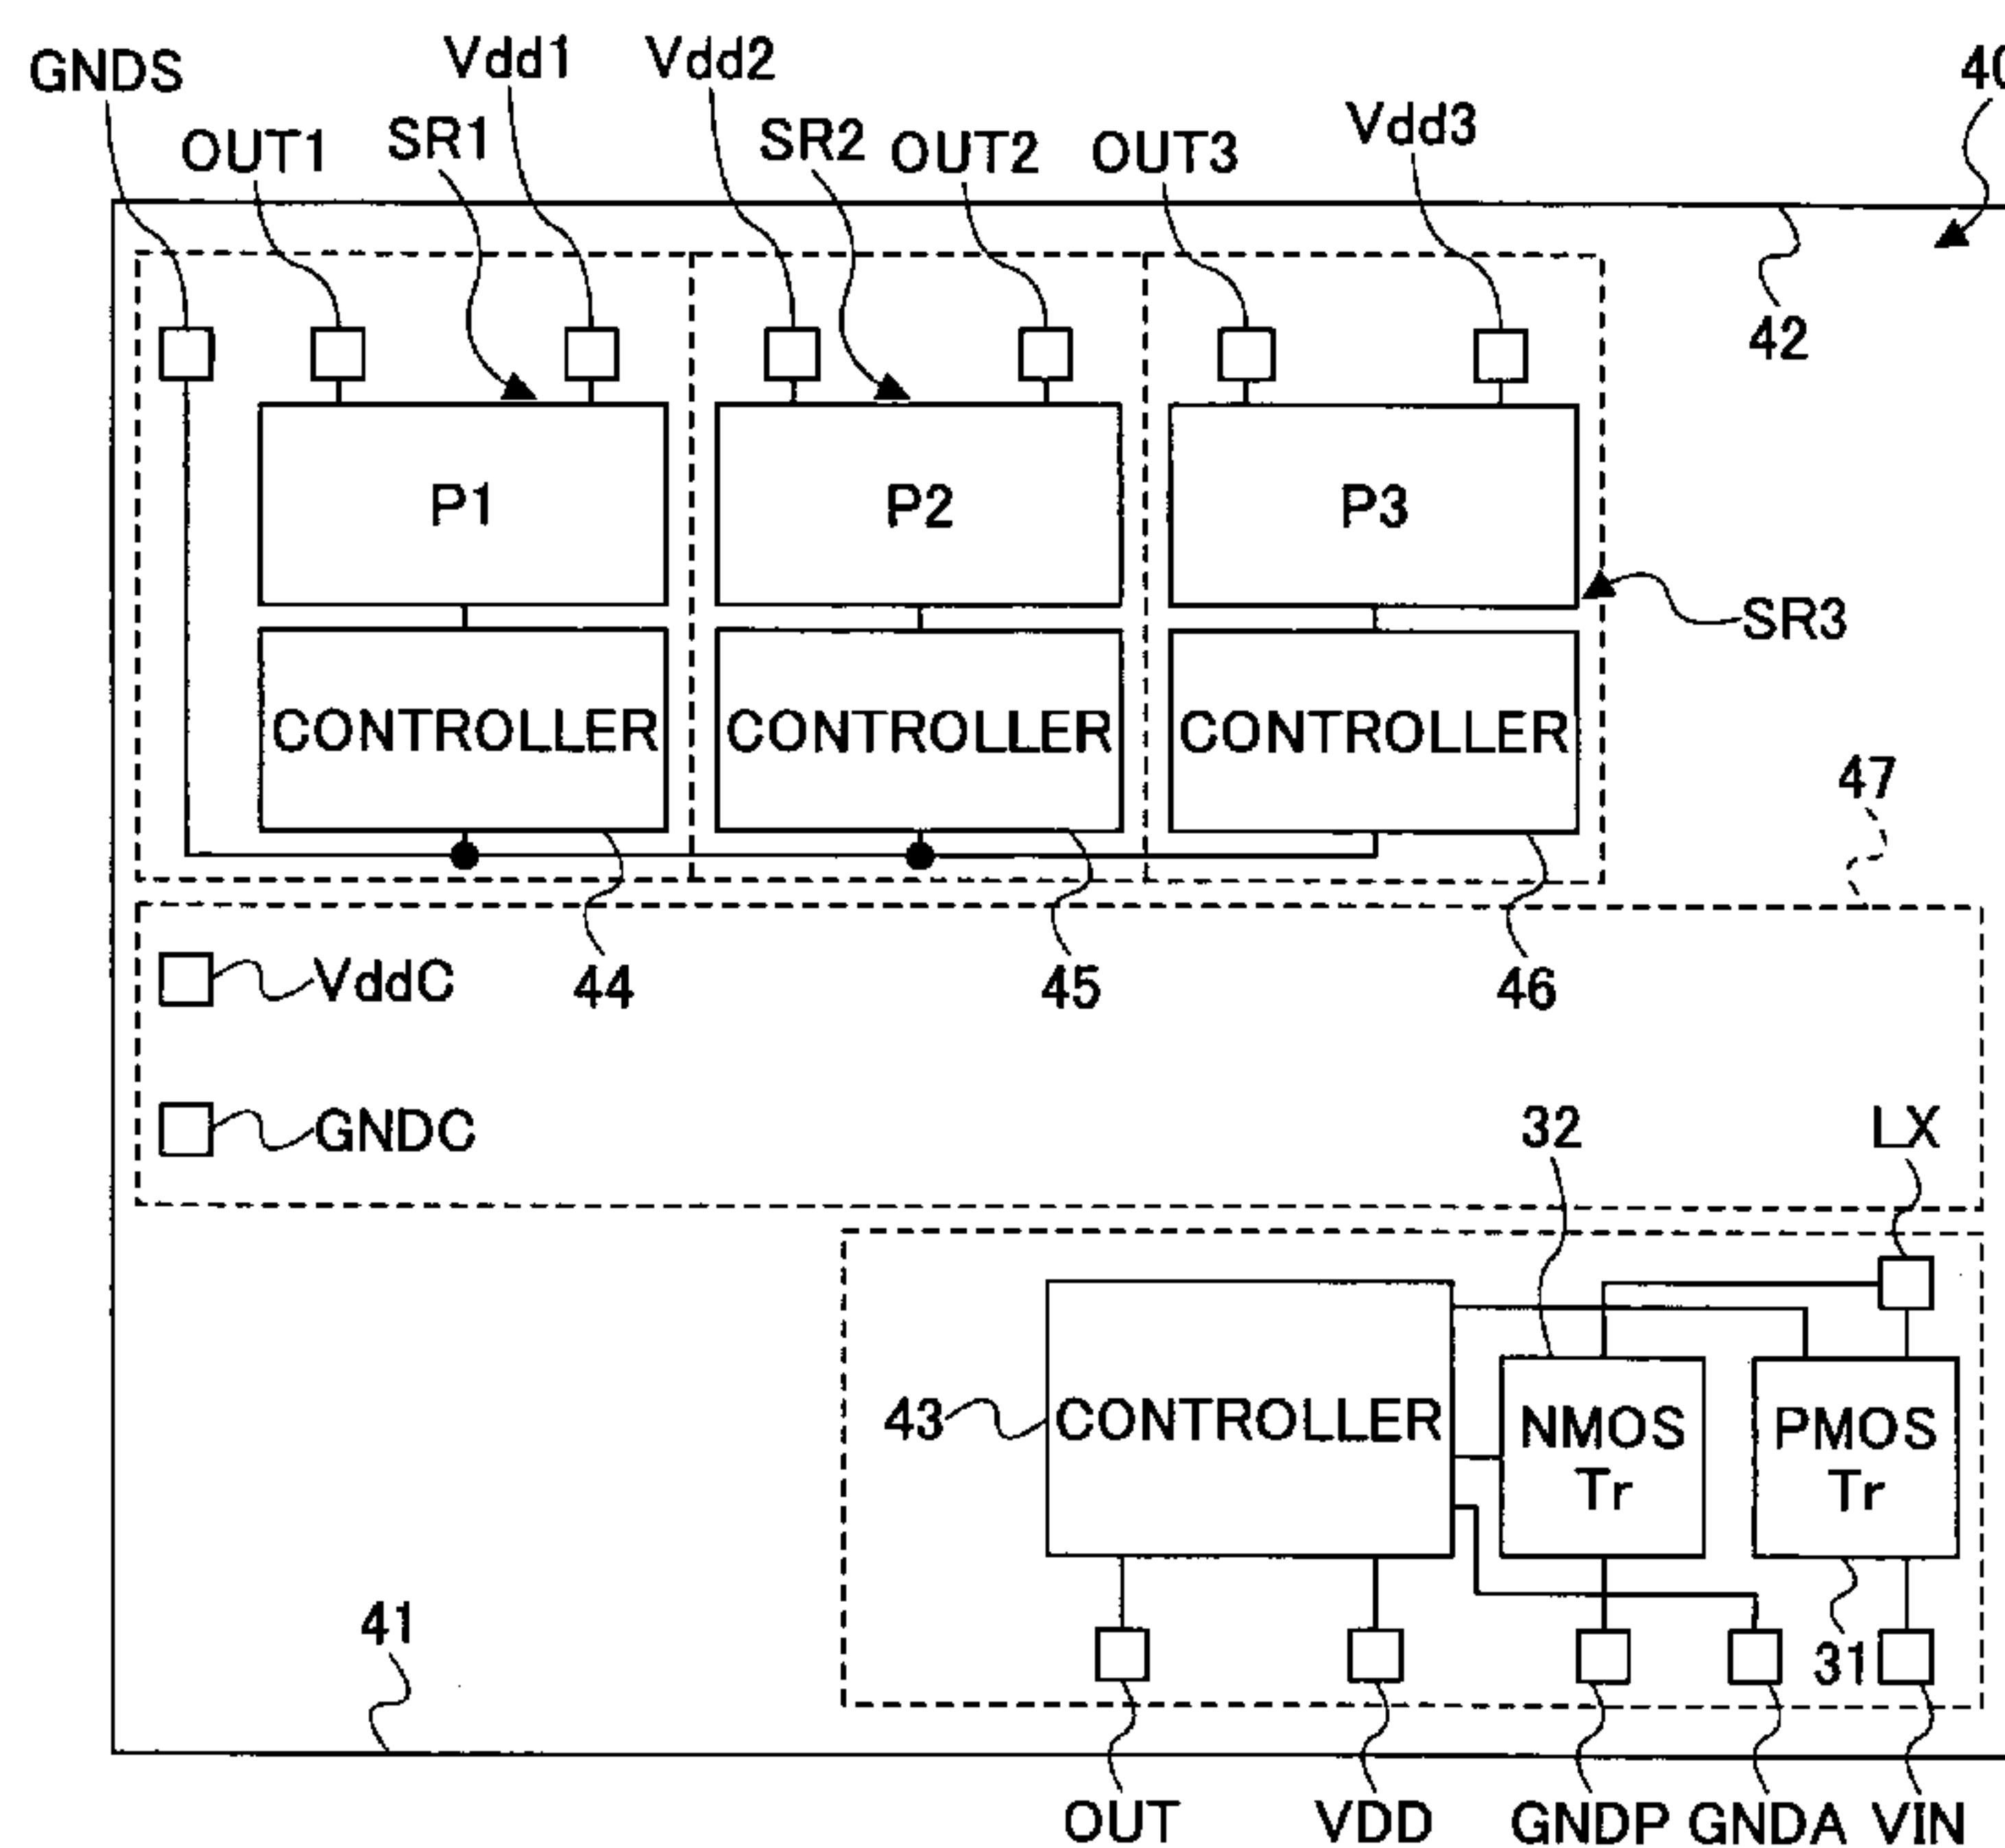 GNDS
Vdd1
Vdd2
40
OUT1
SR1
SR2
OUT2
OUT3
Vdd3
42
P1
P2
P3
SR3
CONTROLLER
CONTROLLER
CONTROLLER
47
VddC
44
45
46
GNDC
32
LX
43
CONTROLLER
NMOS
Tr
PMOS
Tr
41
31
OUT
VDD
GNDP
GNDA
VIN